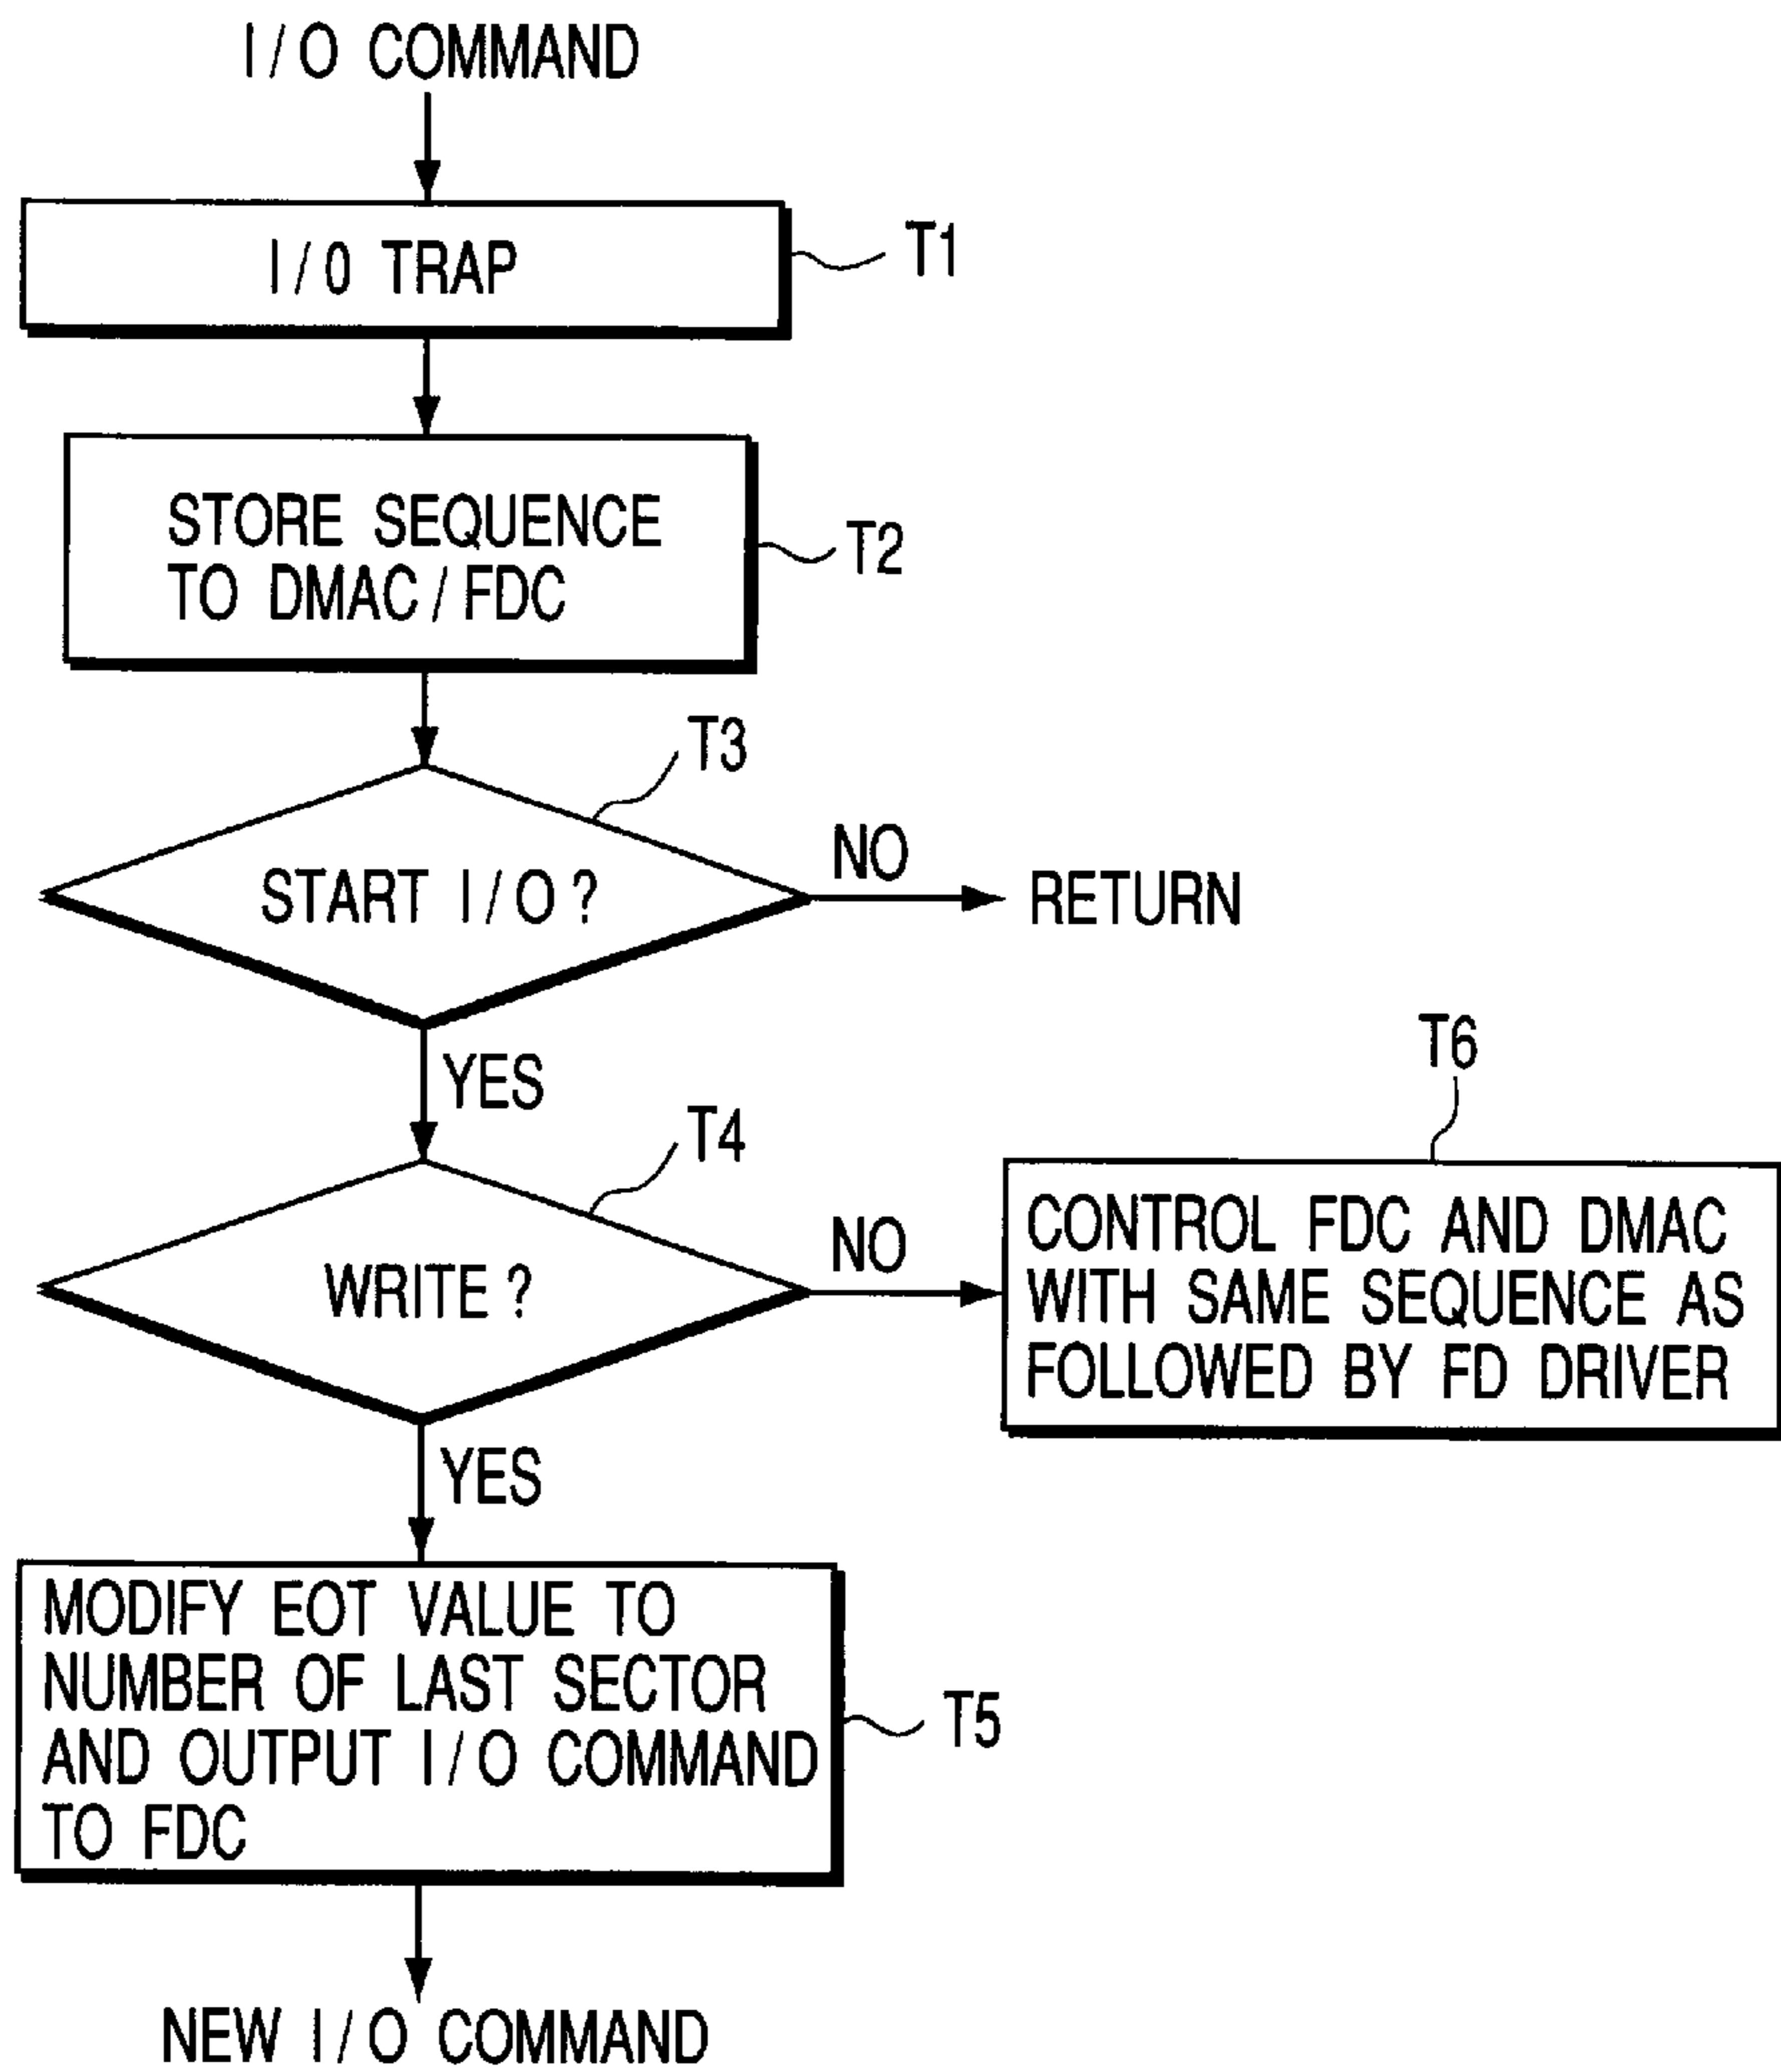 I/O COMMAND
I/O TRAP
T1
STORE SEQUENCE
TO DMAC/FDC
T2
T3
START I/O?
NO
RETURN
YES
T4
WRITE?
NO
T6
CONTROL FDC AND DMAC
WITH SAME SEQUENCE AS
FOLLOWED BY FD DRIVER
YES
MODIFY EOT VALUE TO
NUMBER OF LAST SECTOR
AND OUTPUT I/O COMMAND
TO FDC
T5
NEW I/O COMMAND